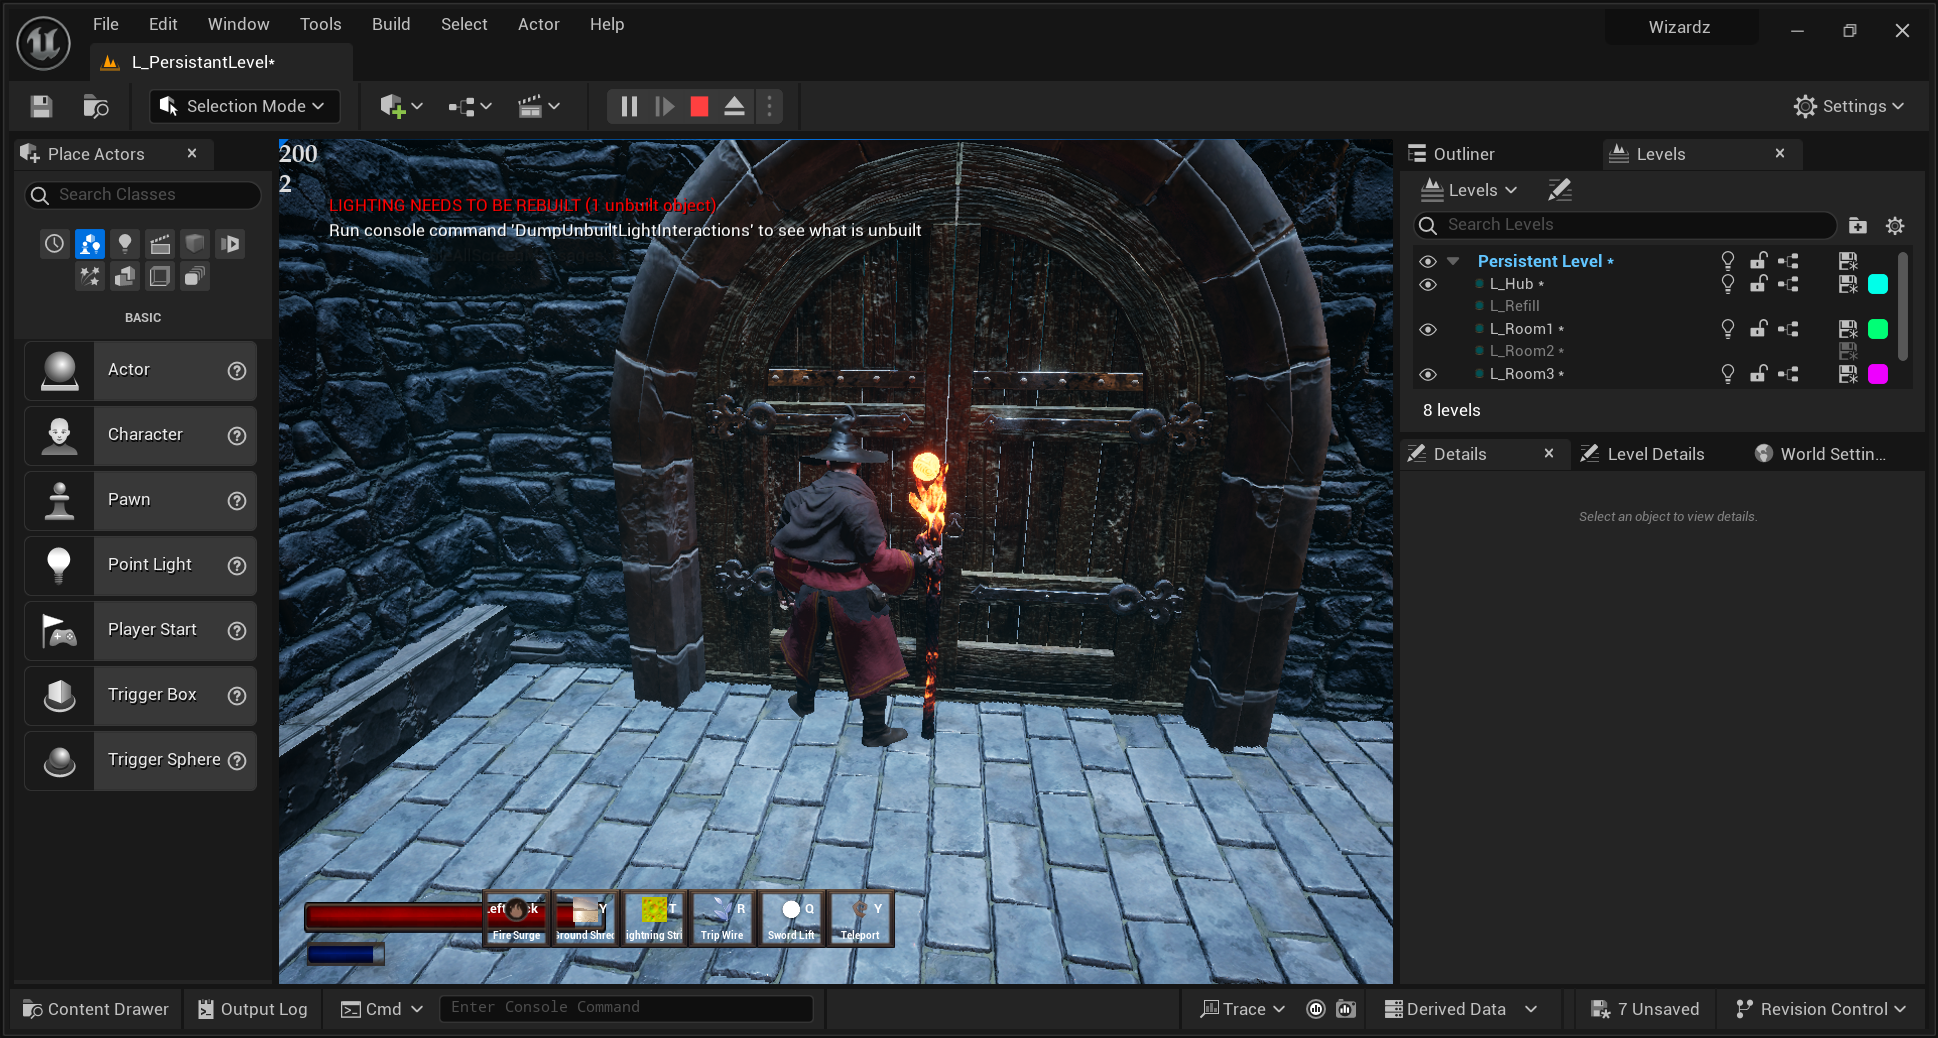 File Edit Window Tools Build Select Actor Help
Wizardz
L_PersistantLevel*
Selection Mode
Settings
Place Actors
Search Classes
BASIC
Actor
Character
Pawn
Point Light
Player Start
Trigger Box
Trigger Sphere
200
2
LIGHTING NEEDS TO BE REBUILT (1 unbuilt object)
Run console command 'DumpUnbuiltLightInteractions' to see what is unbuilt
Y T R Q Y
Fire Surge Ground Shred ightning Stri Trip Wire Sword Lift Teleport
Outliner Levels
Levels
Search Levels
Persistent Level *
L_Hub *
L_Refill
L_Room1 *
L_Room2 *
L_Room3 *
8 levels
Details Level Details World Settin...
Select an object to view details.
Content Drawer Output Log Cmd Enter Console Command Trace Derived Data 7 Unsaved Revision Control